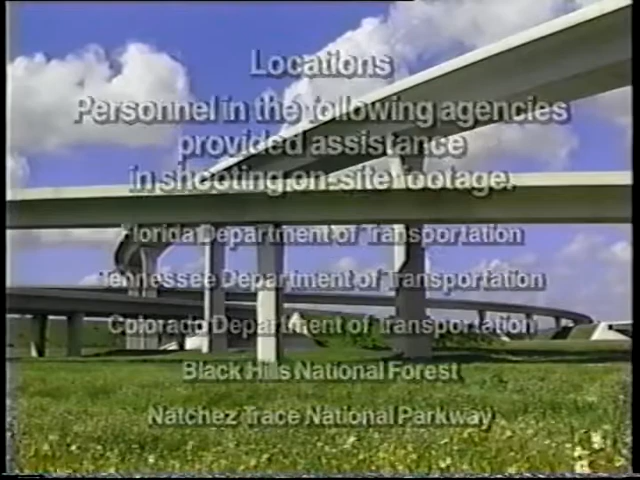 Locations
Personnel in the following agencies
provided assistance
in shooting on-site footage.
Florida Department of Transportation
Tennessee Department of Transportation
Colorado Department of Transportation
Black Hills National Forest
Natchez Trace National Parkway